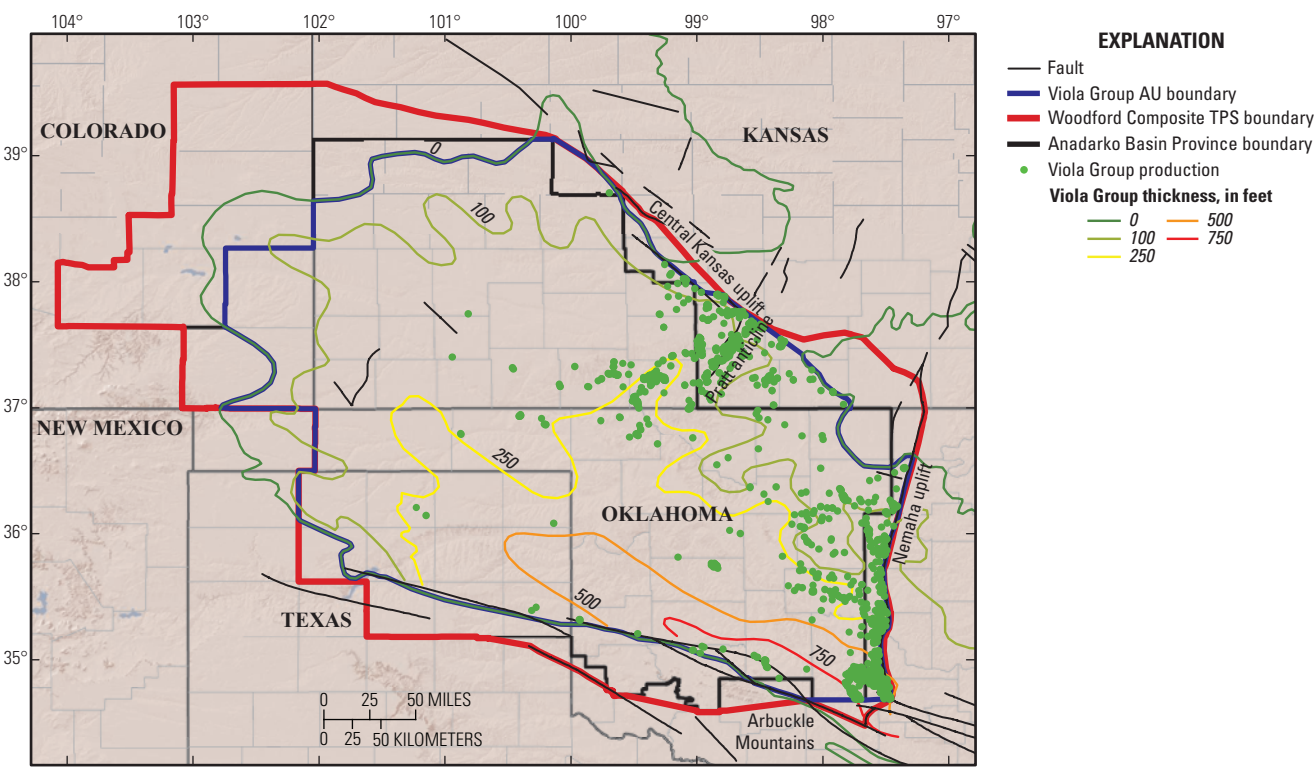 104°
103°
102°
101°
100°
99°
98°
97°
39°
38°
37°
36°
35°
COLORADO
KANSAS
NEW MEXICO
OKLAHOMA
TEXAS
0
100
250
500
750
Central Kansas uplift
Pratt anticline
Nemaha uplift
Arbuckle
Mountains
0 25 50 MILES
0 25 50 KILOMETERS
EXPLANATION
Fault
Viola Group AU boundary
Woodford Composite TPS boundary
Anadarko Basin Province boundary
Viola Group production
Viola Group thickness, in feet
0 500
100 750
250